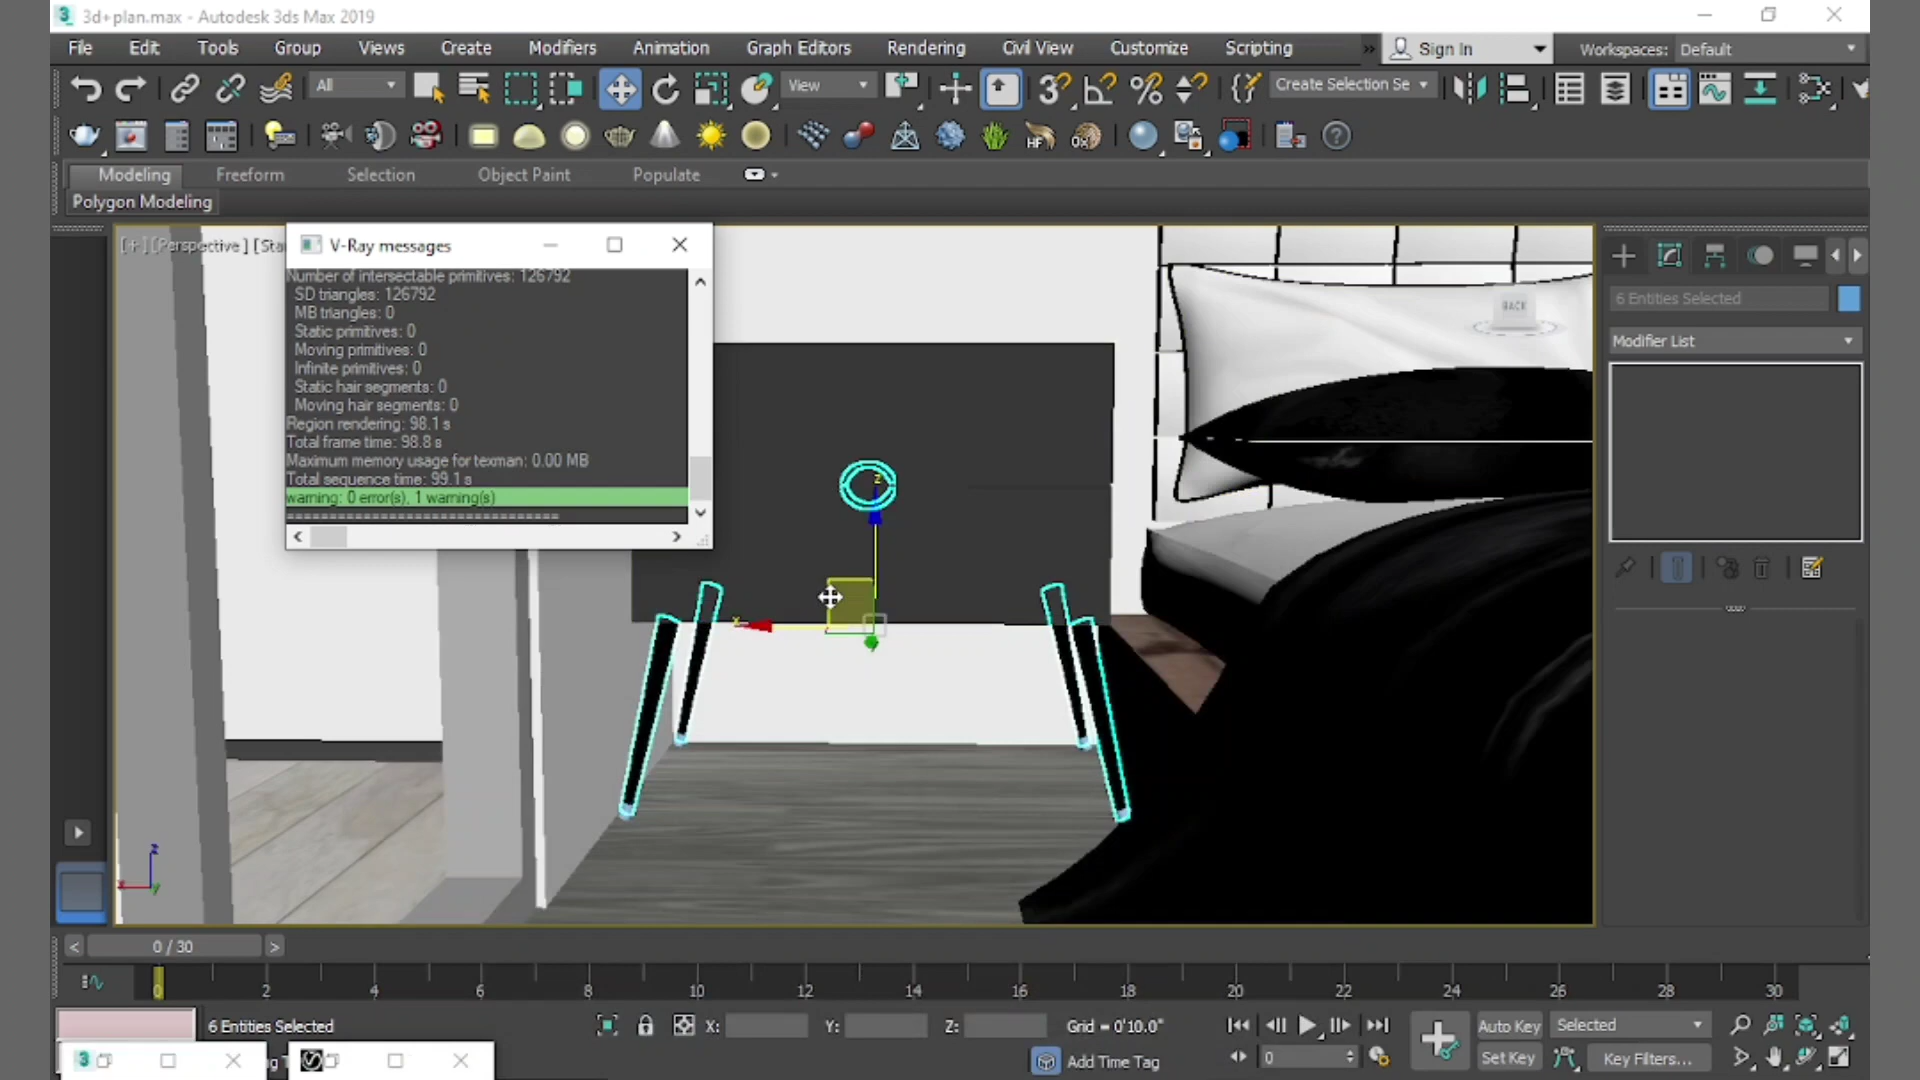 3d+plan.max - Autodesk 3ds Max 2019
File Edit Tools Group Views Create Modifiers Animation Graph Editors Rendering Civil View Customize Scripting Sign In Workspaces: Default
All View Create Selection Se
Modeling Freeform Selection Object Paint Populate
Polygon Modeling
[+] [Perspective ] [Sta
V-Ray messages
Number of intersectable primitives: 126792
SD triangles: 126792
MB triangles: 0
Static primitives: 0
Moving primitives: 0
Infinite primitives: 0
Static hair segments: 0
Moving hair segments: 0
Region rendering: 98.1 s
Total frame time: 98.8 s
Maximum memory usage for texman: 0.00 MB
Total sequence time: 99.1 s
warning: 0 error(s), 1 warning(s)
==============================
BACK
6 Entities Selected
Modifier List
z
x
z
x y
< 0 / 30 >
0 2 4 6 8 10 12 14 16 18 20 22 24 26 28 30
6 Entities Selected X: Y: Z: Grid = 0'10.0" Auto Key Selected
Add Time Tag 0 Set Key Key Filters...